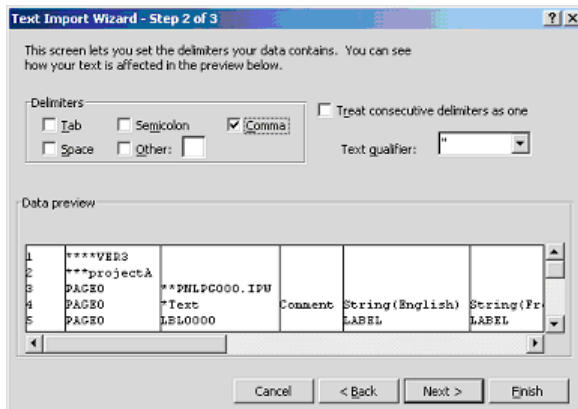 Text Import Wizard - Step 2 of 3
This screen lets you set the delimiters your data contains. You can see
how your text is affected in the preview below.
Delimiters
Tab Semicolon Comma
Space Other:
Treat consecutive delimiters as one
Text qualifier: "
Data preview
1 ****VER3
2 ***projectA
3 PAGE0 **PNLPG000.IPW
4 PAGE0 *Text Comment String(English) String(Fr
5 PAGE0 LBL0000 LABEL LABEL
Cancel < Back Next > Finish